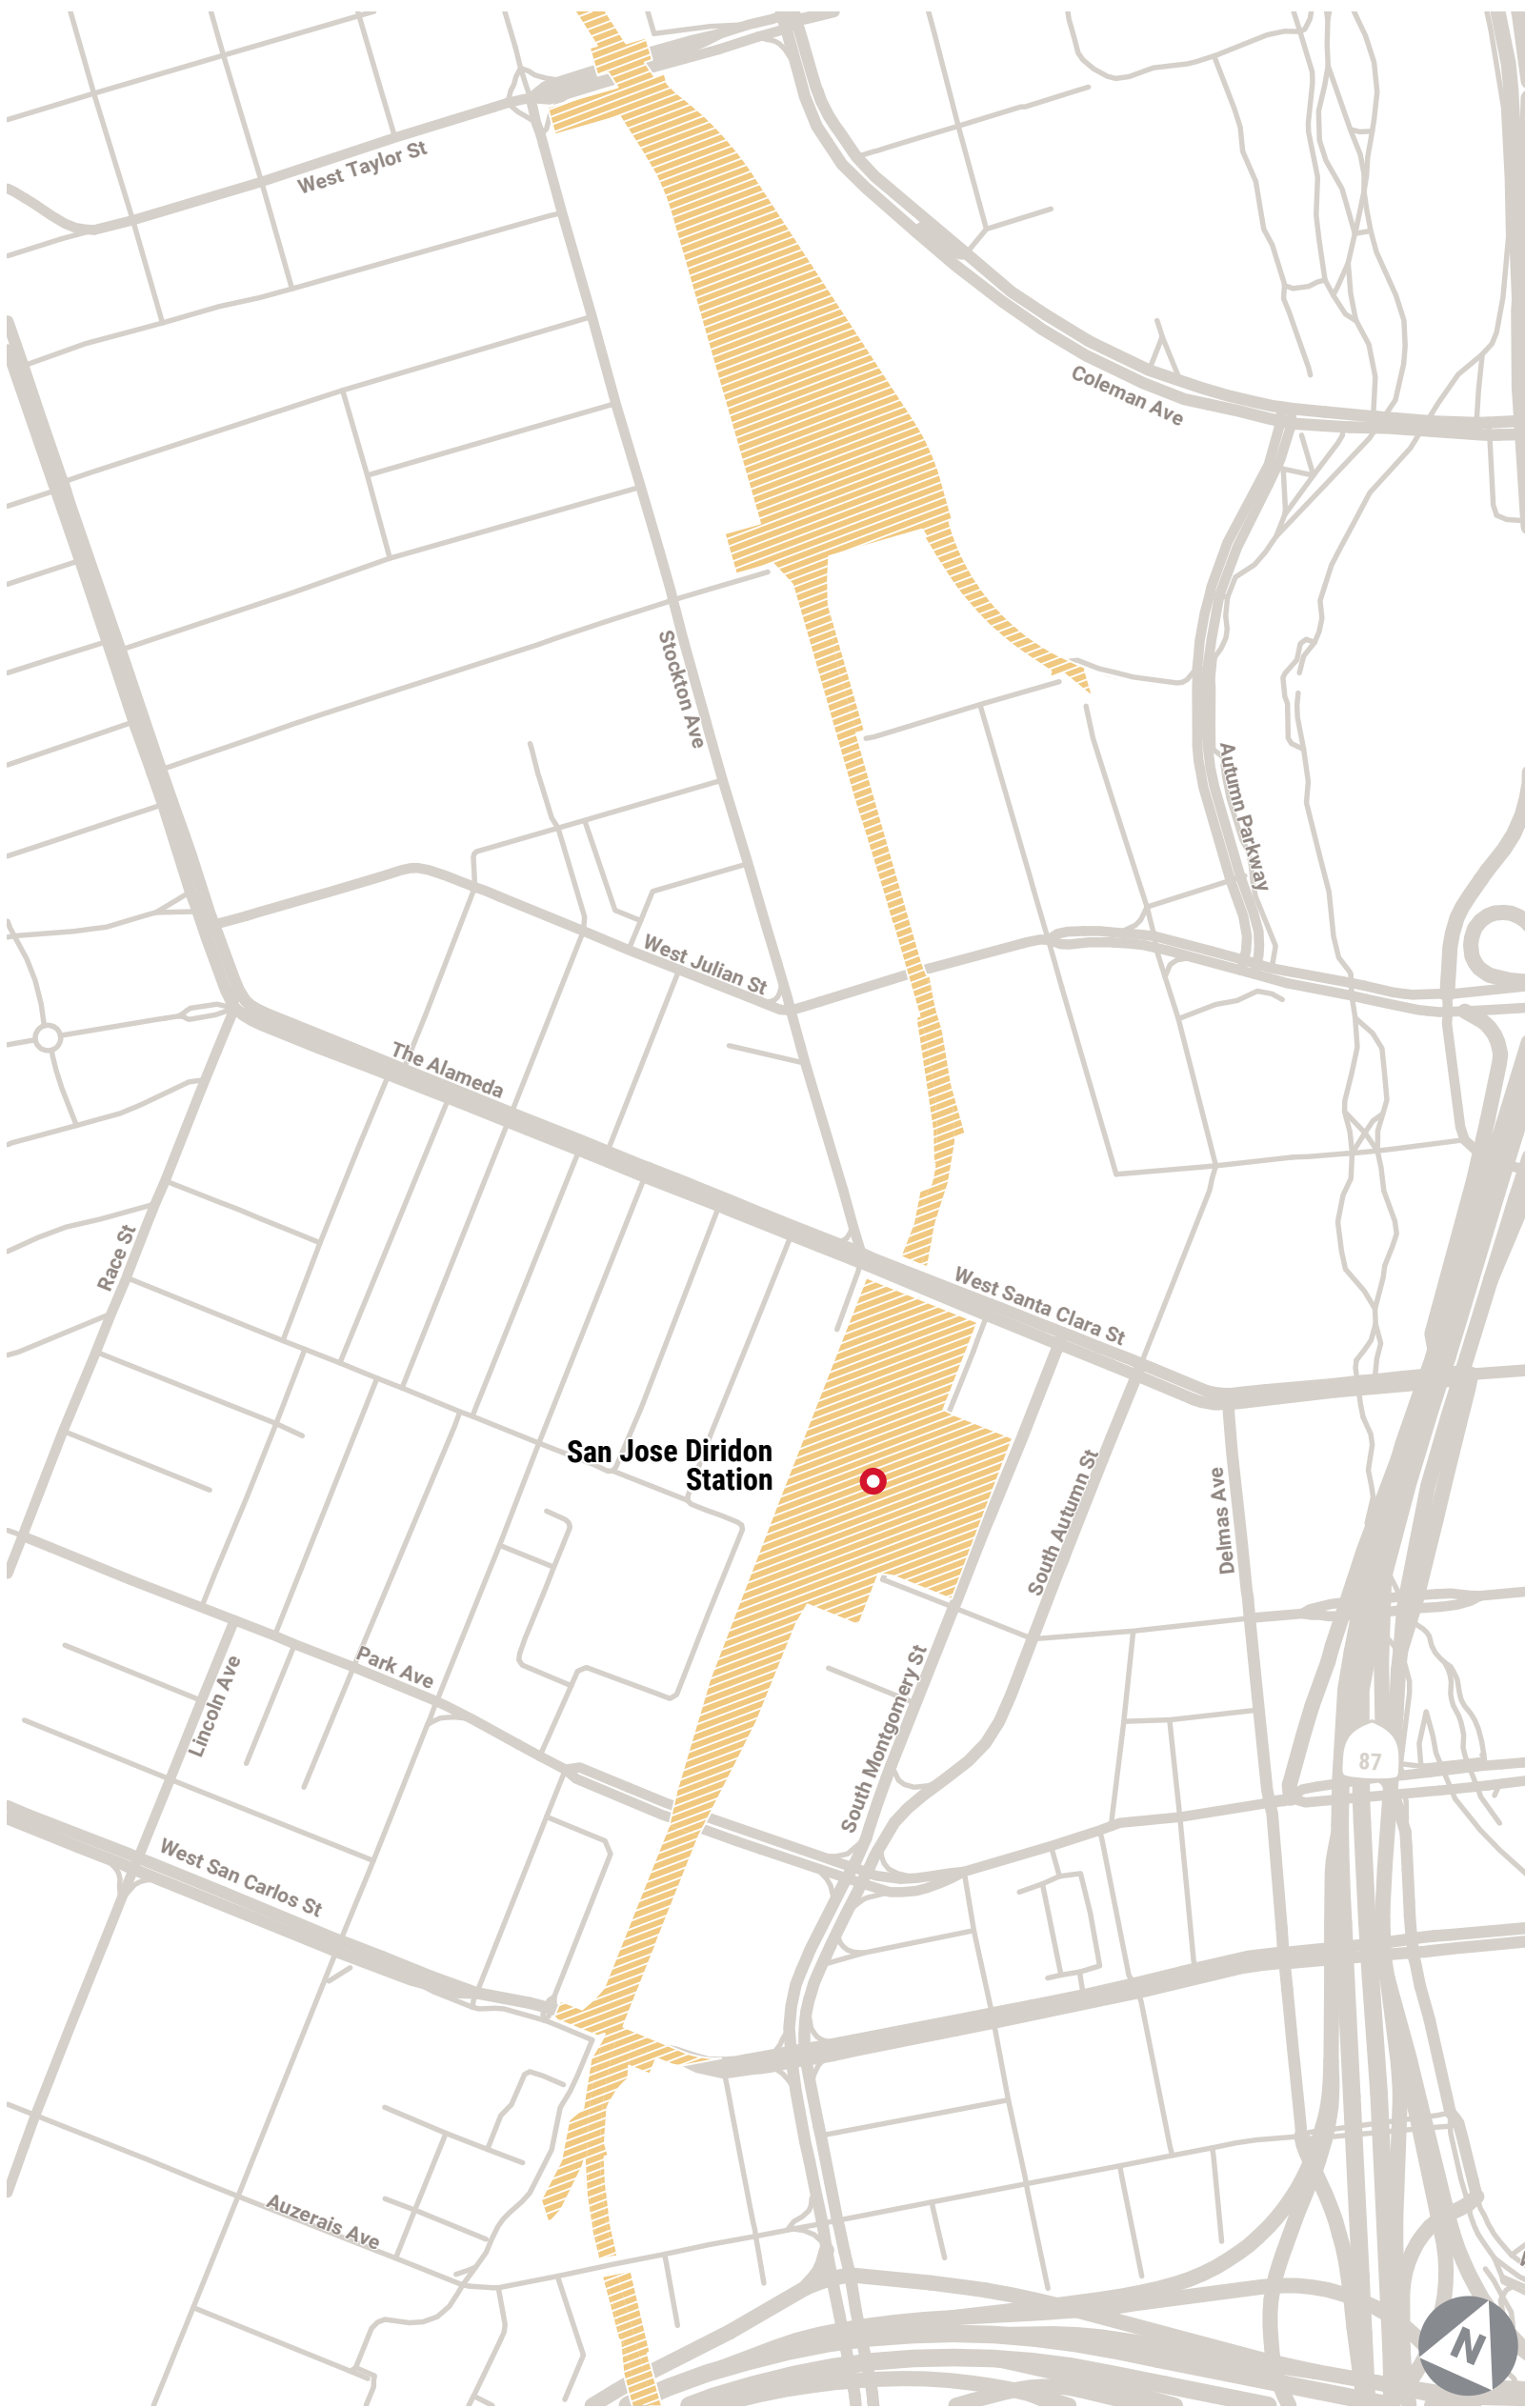 West Taylor St
Coleman Ave
Stockton Ave
Autumn Parkway
West Julian St
The Alameda
Race St
West Santa Clara St
San Jose Diridon
Station
South Autumn St
Delmas Ave
Park Ave
Lincoln Ave
South Montgomery St
87
West San Carlos St
Auzerais Ave
N